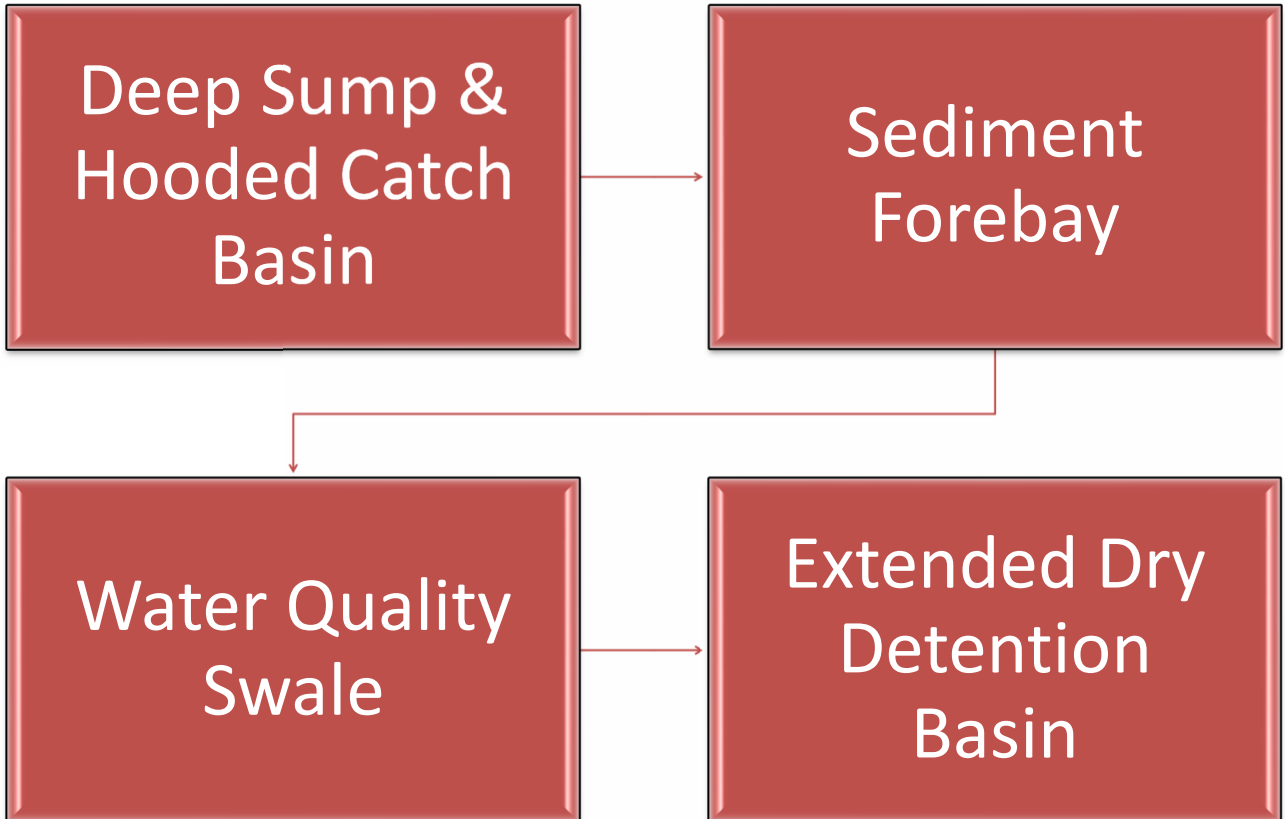 Deep Sump &
Hooded Catch
Basin
Sediment
Forebay
Water Quality
Swale
Extended Dry
Detention
Basin